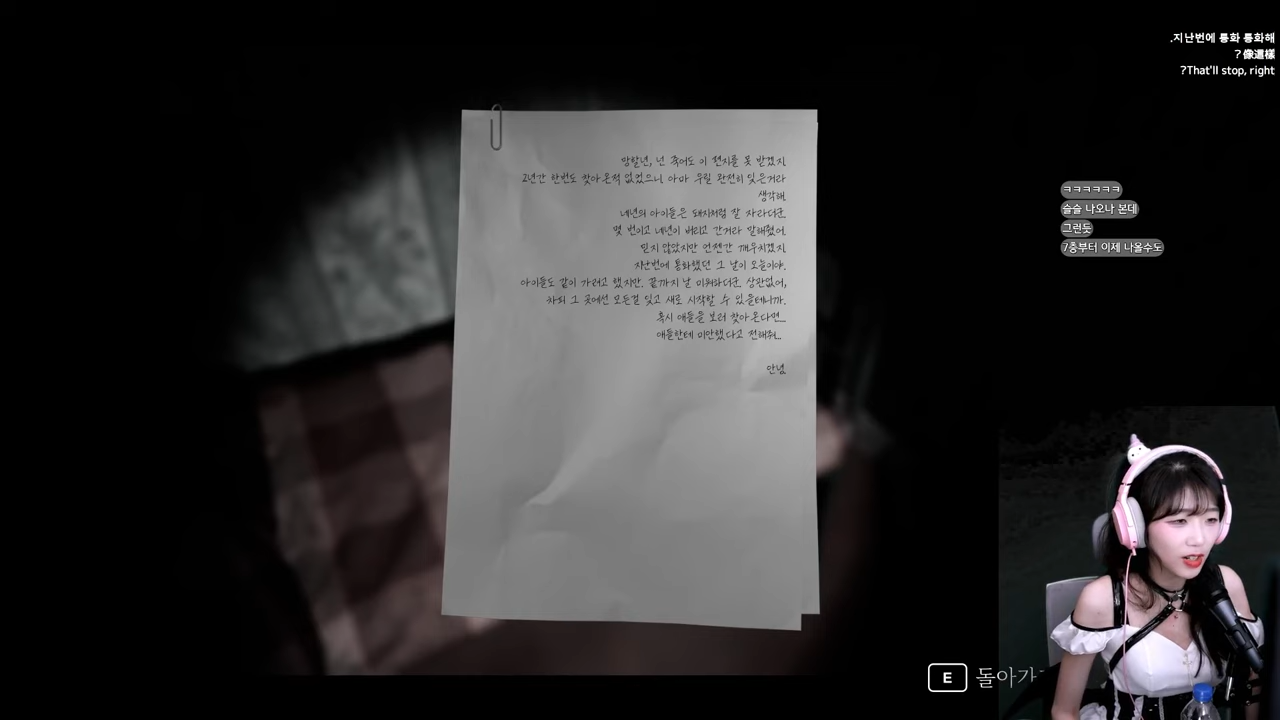 망할년, 넌 죽어도 이 편지를 못 받겠지
2년간 한번도 찾아온적 없었으니, 아마 우릴 완전히 잊은거라
생각해.
네년의 아이들은 돼지처럼 잘 자라더군.
몇 번이고 네년이 버리고 간거라 말해줬어.
믿지 않았지만 언젠간 깨우치겠지.
지난번에 통화했던 그 날이 오늘이야.
아이들도 같이 가려고 했지만, 끝까지 날 미워하더군. 상관없어,
차피 그 곳에선 모든걸 잊고 새로 시작할 수 있을테니까.
혹시 애들을 보러 찾아온다면...
애들한테 미안했다고 전해줘..
안녕
.지난번에 통화 통화해
?像這樣
?That'll stop, right
ㅋㅋㅋㅋㅋㅋ
슬슬 나오나 본데
그런듯
7층부터 이제 나올수도
E 돌아가